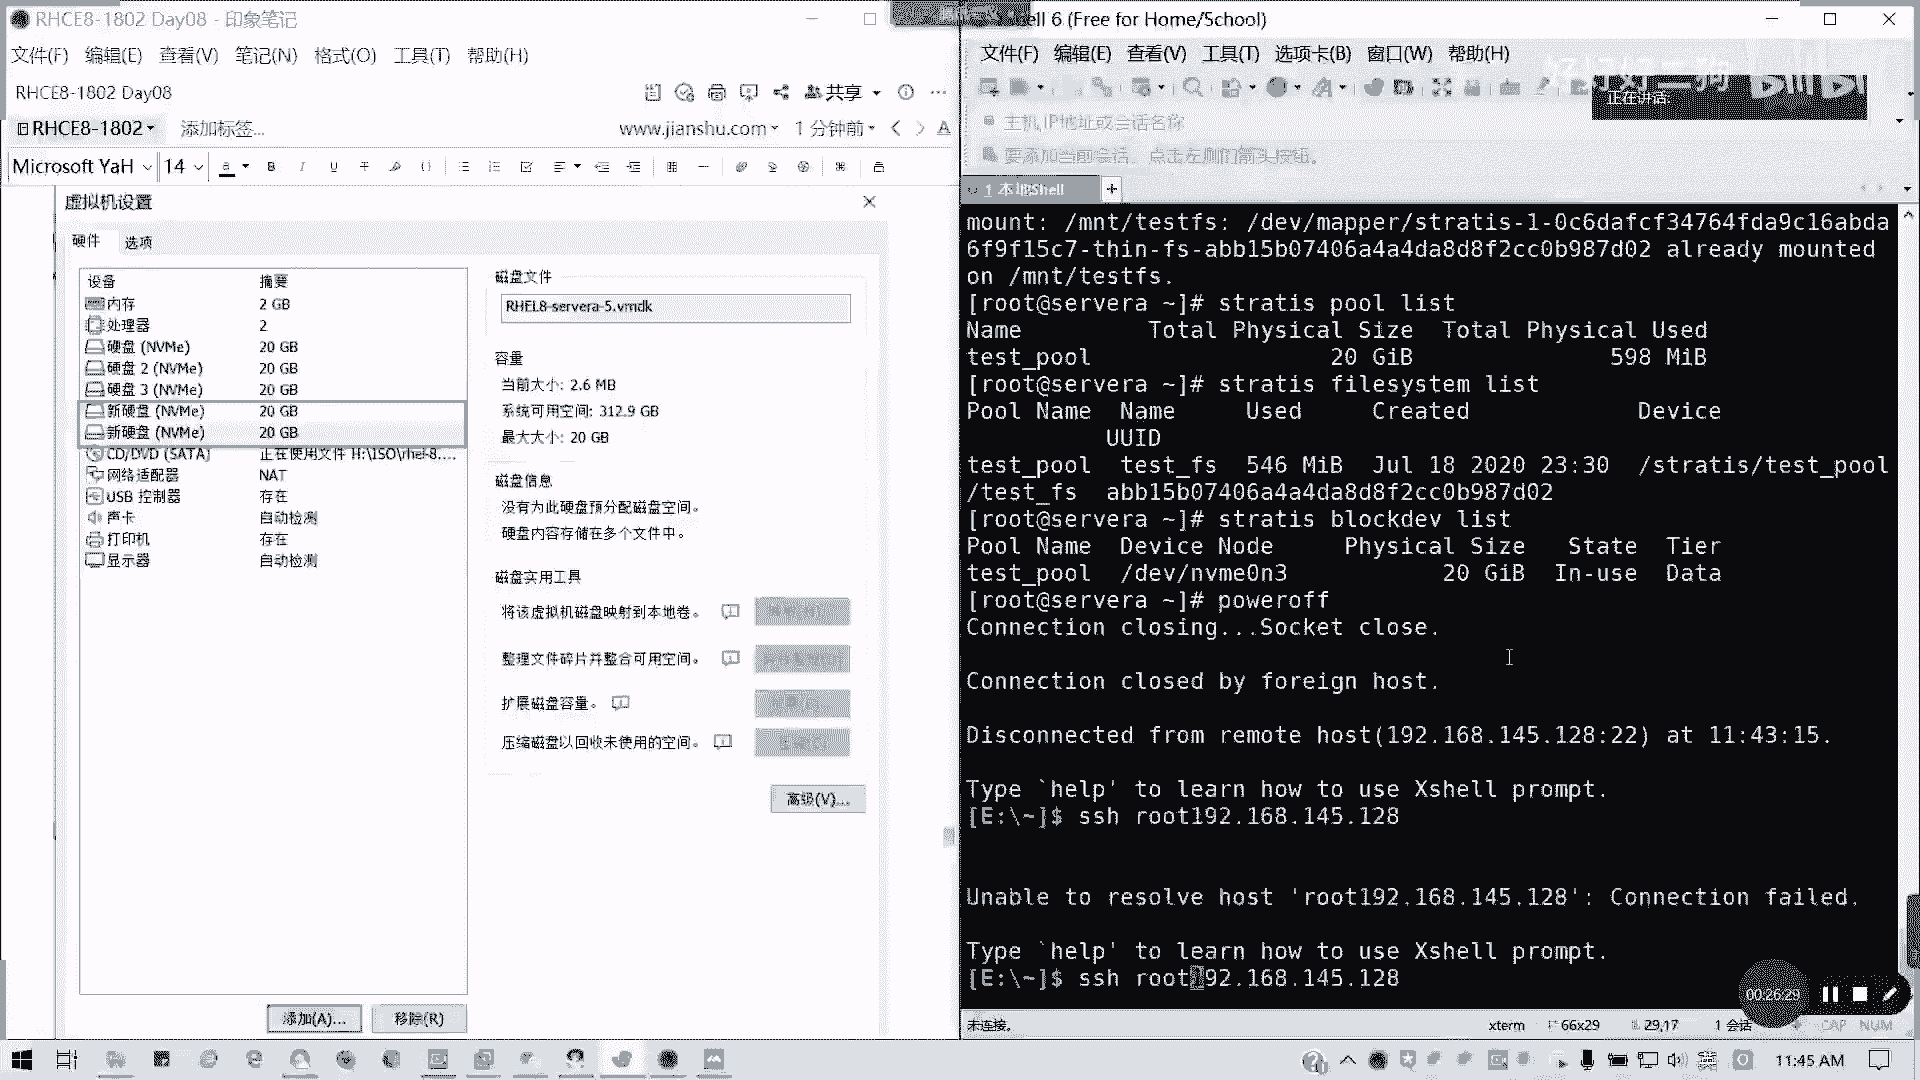 RHCE8-1802 Day08 - 印象笔记
文件(F) 编辑(E) 查看(V) 笔记(N) 格式(O) 工具(T) 帮助(H)
RHCE8-1802 Day08
共享
RHCE8-1802 添加标签...
www.jianshu.com 1 分钟前
Microsoft YaH 14
虚拟机设置
硬件 选项
设备 摘要
内存 2 GB
处理器 2
硬盘 (NVMe) 20 GB
硬盘 2 (NVMe) 20 GB
硬盘 3 (NVMe) 20 GB
新硬盘 (NVMe) 20 GB
新硬盘 (NVMe) 20 GB
CD/DVD (SATA) 正在使用文件 H:\ISO\rhel-8....
网络适配器 NAT
USB 控制器 存在
声卡 自动检测
打印机 存在
显示器 自动检测
添加(A)... 移除(R)
磁盘文件
RHEL8-servera-5.vmdk
容量
当前大小: 2.6 MB
系统可用空间: 312.9 GB
最大大小: 20 GB
磁盘信息
没有为此硬盘预分配磁盘空间。
硬盘内容存储在多个文件中。
磁盘实用工具
将该虚拟机磁盘映射到本地卷。
整理文件碎片并整合可用空间。
扩展磁盘容量。
压缩磁盘以回收未使用的空间。
高级(V)...
ell 6 (Free for Home/School)
文件(F) 编辑(E) 查看(V) 工具(T) 选项卡(B) 窗口(W) 帮助(H)
正在讲话:
主机,IP地址或会话名称
要添加当前会话，点击左侧的箭头按钮。
1 本地Shell
mount: /mnt/testfs: /dev/mapper/stratis-1-0c6dafcf34764fda9c16abda
6f9f15c7-thin-fs-abb15b07406a4a4da8d8f2cc0b987d02 already mounted
on /mnt/testfs.
[root@servera ~]# stratis pool list
Name Total Physical Size Total Physical Used
test_pool 20 GiB 598 MiB
[root@servera ~]# stratis filesystem list
Pool Name Name Used Created Device
UUID
test_pool test_fs 546 MiB Jul 18 2020 23:30 /stratis/test_pool
/test_fs abb15b07406a4a4da8d8f2cc0b987d02
[root@servera ~]# stratis blockdev list
Pool Name Device Node Physical Size State Tier
test_pool /dev/nvme0n3 20 GiB In-use Data
[root@servera ~]# poweroff
Connection closing...Socket close.
Connection closed by foreign host.
Disconnected from remote host(192.168.145.128:22) at 11:43:15.
Type `help' to learn how to use Xshell prompt.
[E:\~]$ ssh root192.168.145.128
Unable to resolve host 'root192.168.145.128': Connection failed.
Type `help' to learn how to use Xshell prompt.
[E:\~]$ ssh root192.168.145.128
00:26:29
未连接。 xterm 66x29 29,17 1 会话 CAP NUM
英 11:45 AM